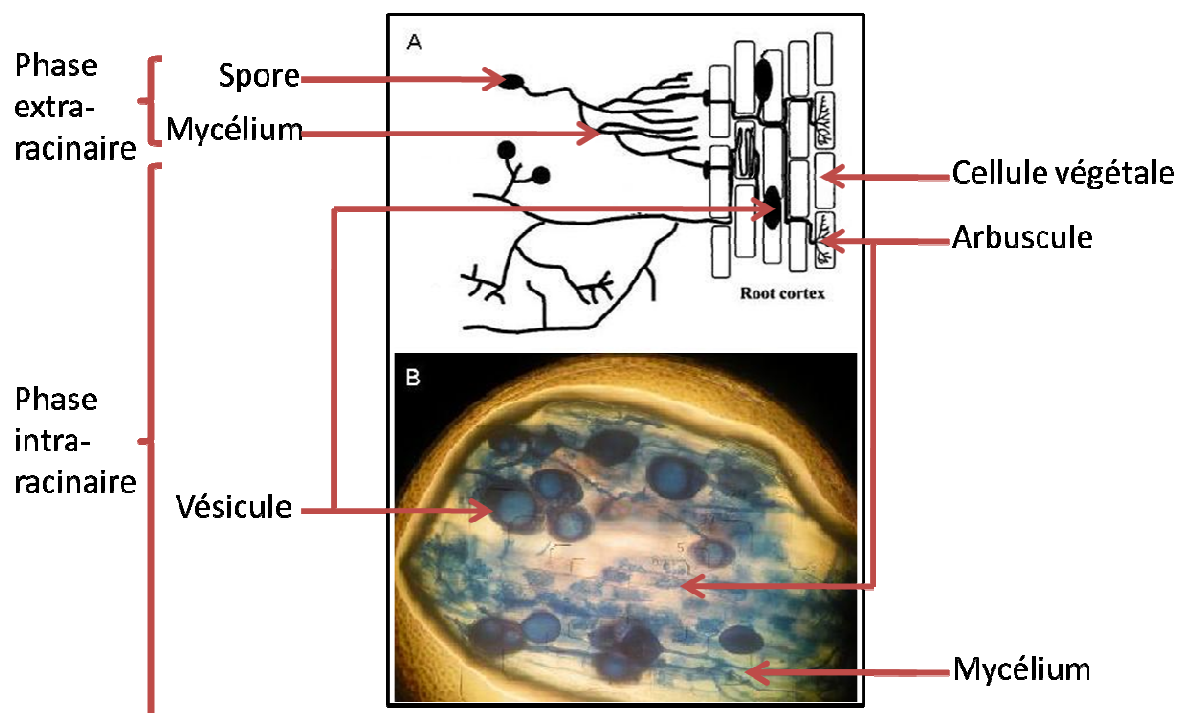 A
Phase
extra-
racinaire
Spore
Mycélium
Cellule végétale
Arbuscule
Root cortex
B
Phase
intra-
racinaire
Vésicule
Mycélium